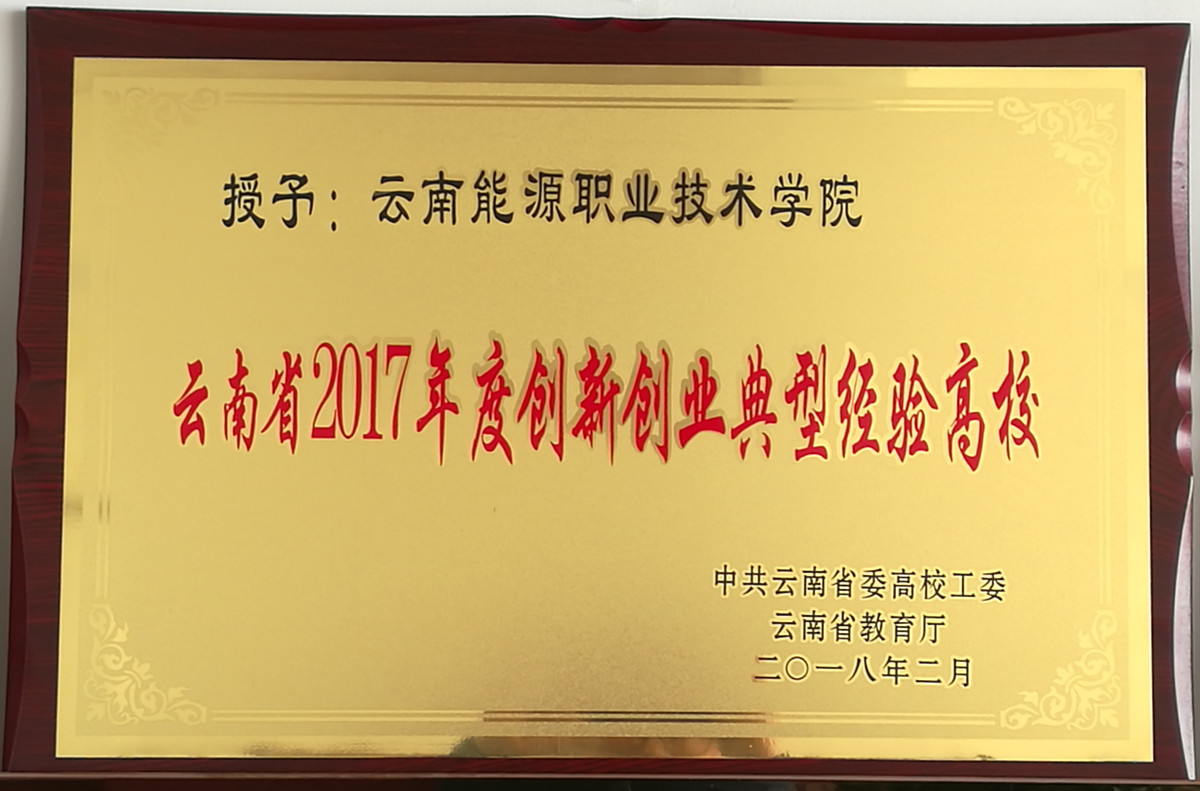 授予：云南能源职业技术学院
云南省2017年度创新创业典型经验高校
中共云南省委高校工委
云南省教育厅
二〇一八年二月